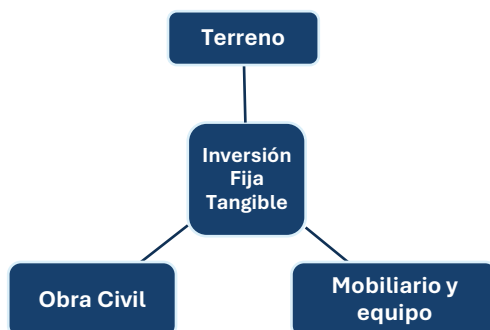 Terreno
Inversión
Fija
Tangible
Obra Civil
Mobiliario y
equipo